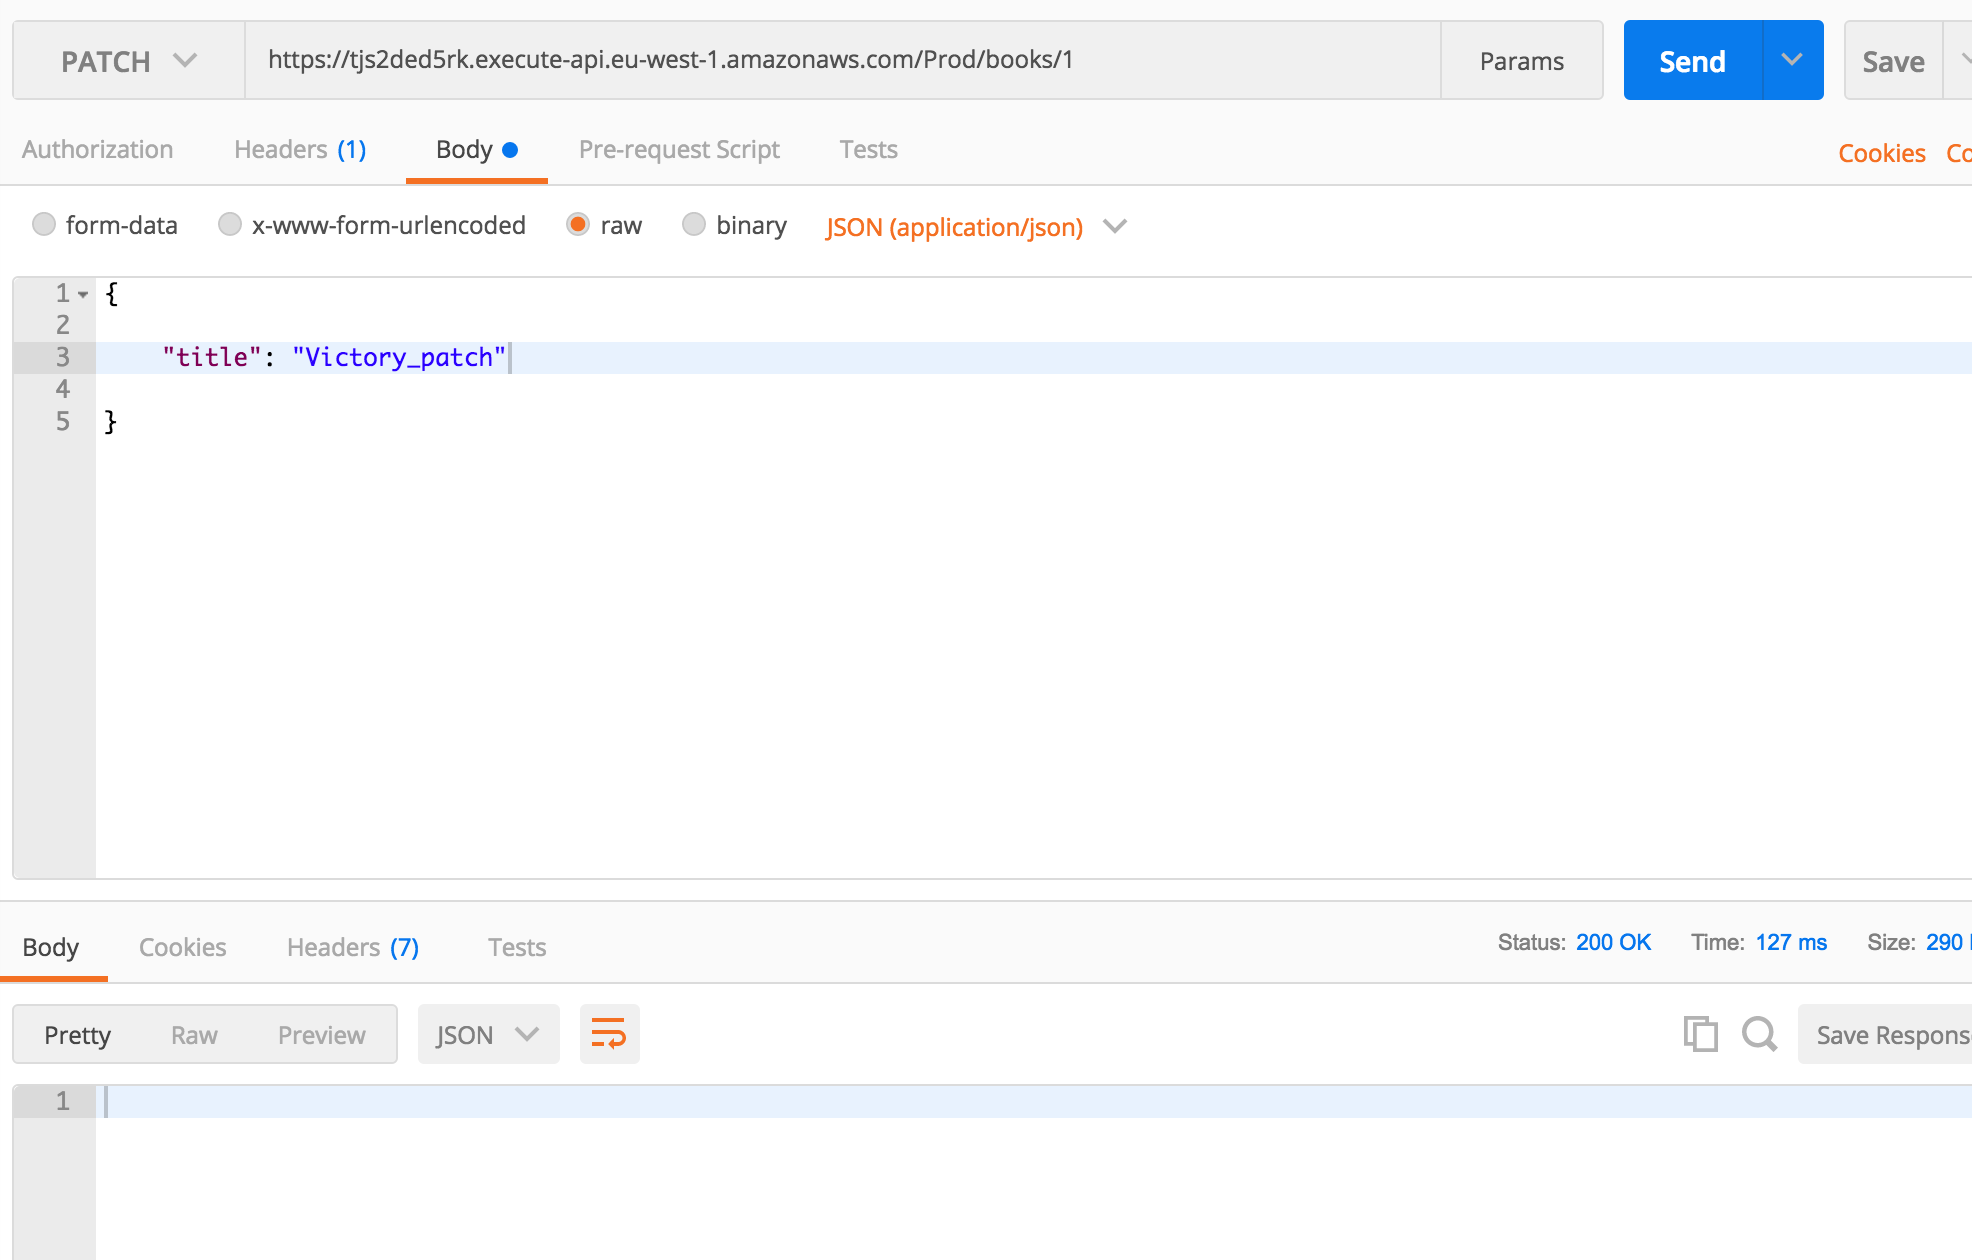 PATCH https://tjs2ded5rk.execute-api.eu-west-1.amazonaws.com/Prod/books/1 Params Send Save
Authorization Headers (1) Body Pre-request Script Tests Cookies Co
form-data x-www-form-urlencoded raw binary JSON (application/json)
1 {
2
3 "title": "Victory_patch"
4
5 }
Body Cookies Headers (7) Tests Status: 200 OK Time: 127 ms Size: 290
Pretty Raw Preview JSON Save Respons
1